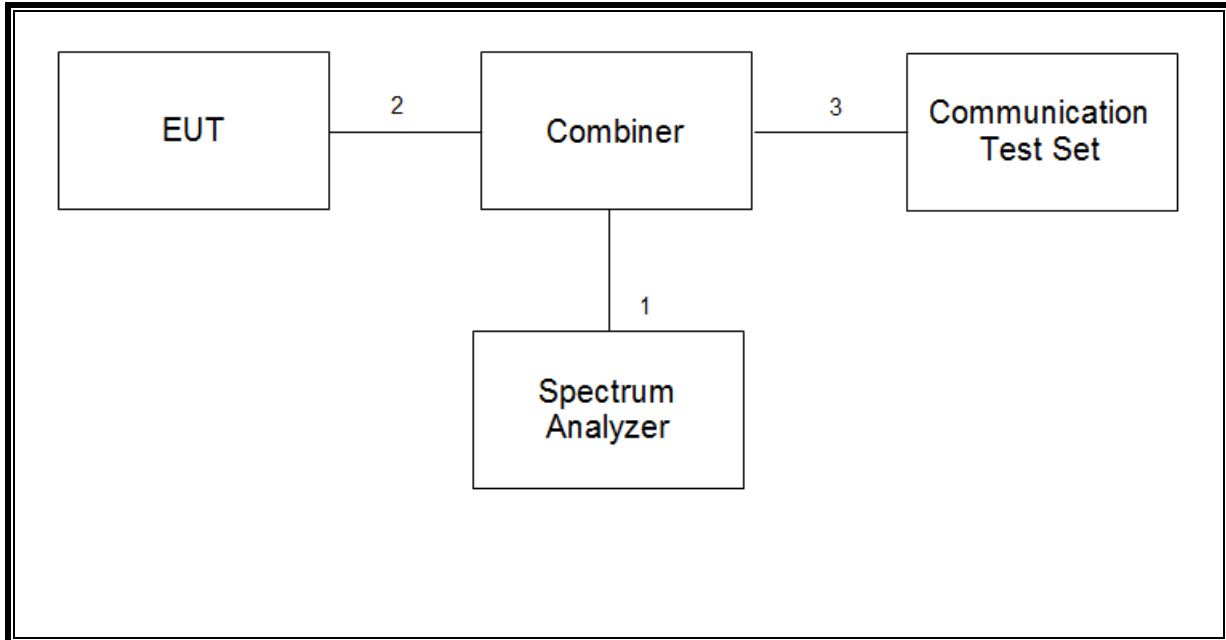 EUT
2
Combiner
3
Communication
Test Set
1
Spectrum
Analyzer